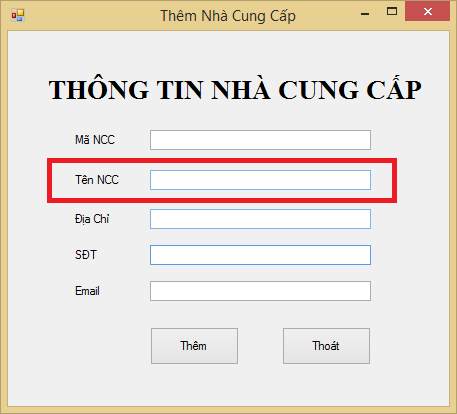 Thêm Nhà Cung Cấp
THÔNG TIN NHÀ CUNG CẤP
Mã NCC
Tên NCC
Địa Chỉ
SĐT
Email
Thêm
Thoát